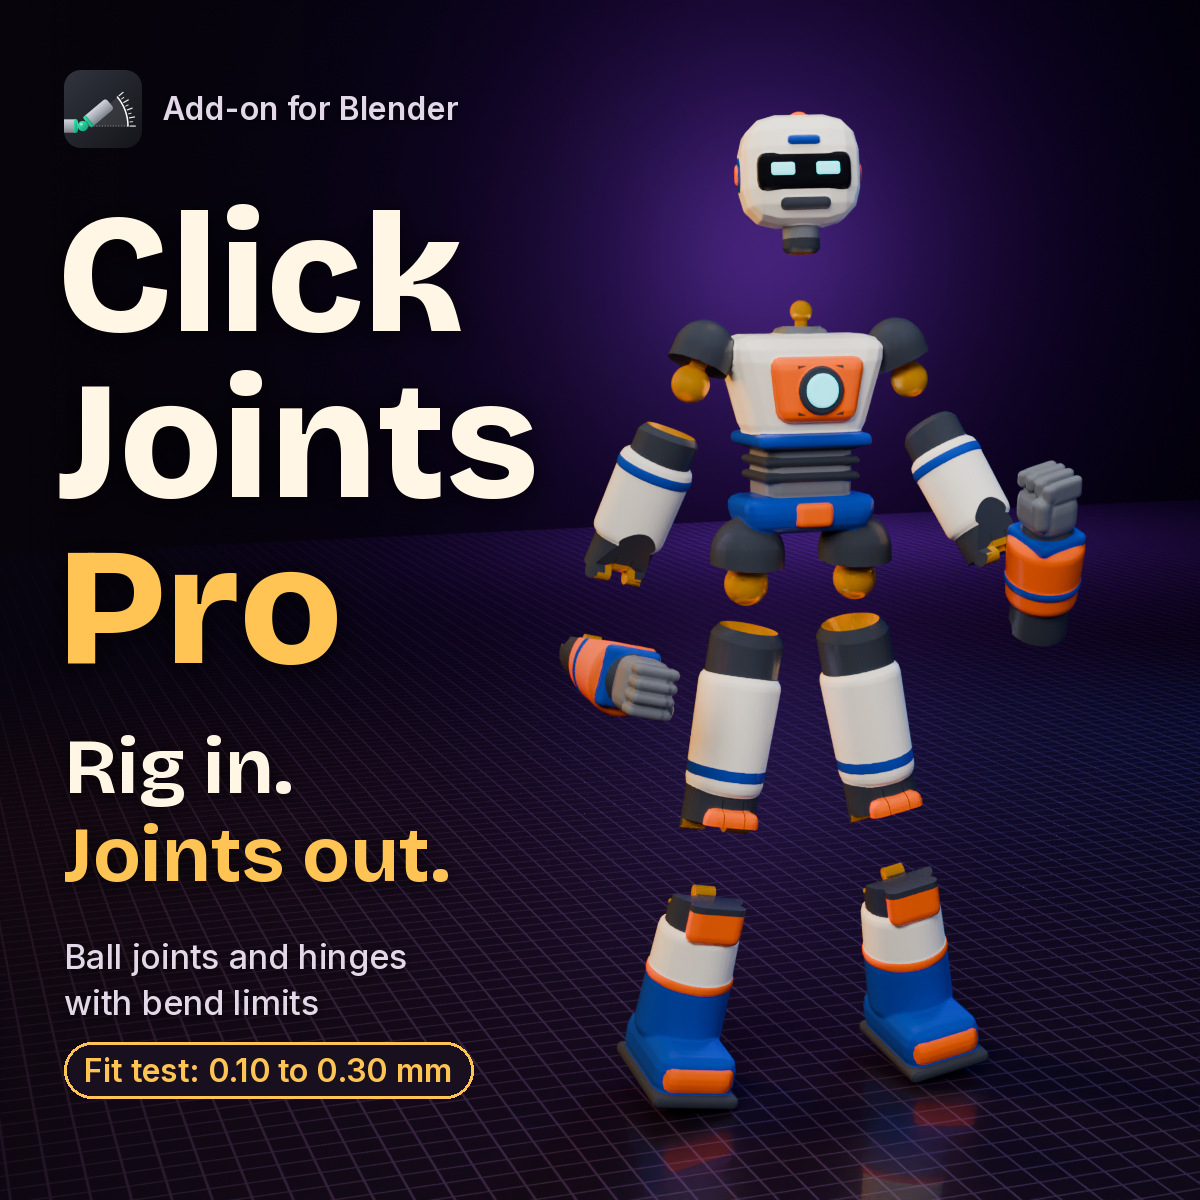 Add-on for Blender
Click
Joints
Pro
Rig in.
Joints out.
Ball joints and hinges
with bend limits
Fit test: 0.10 to 0.30 mm